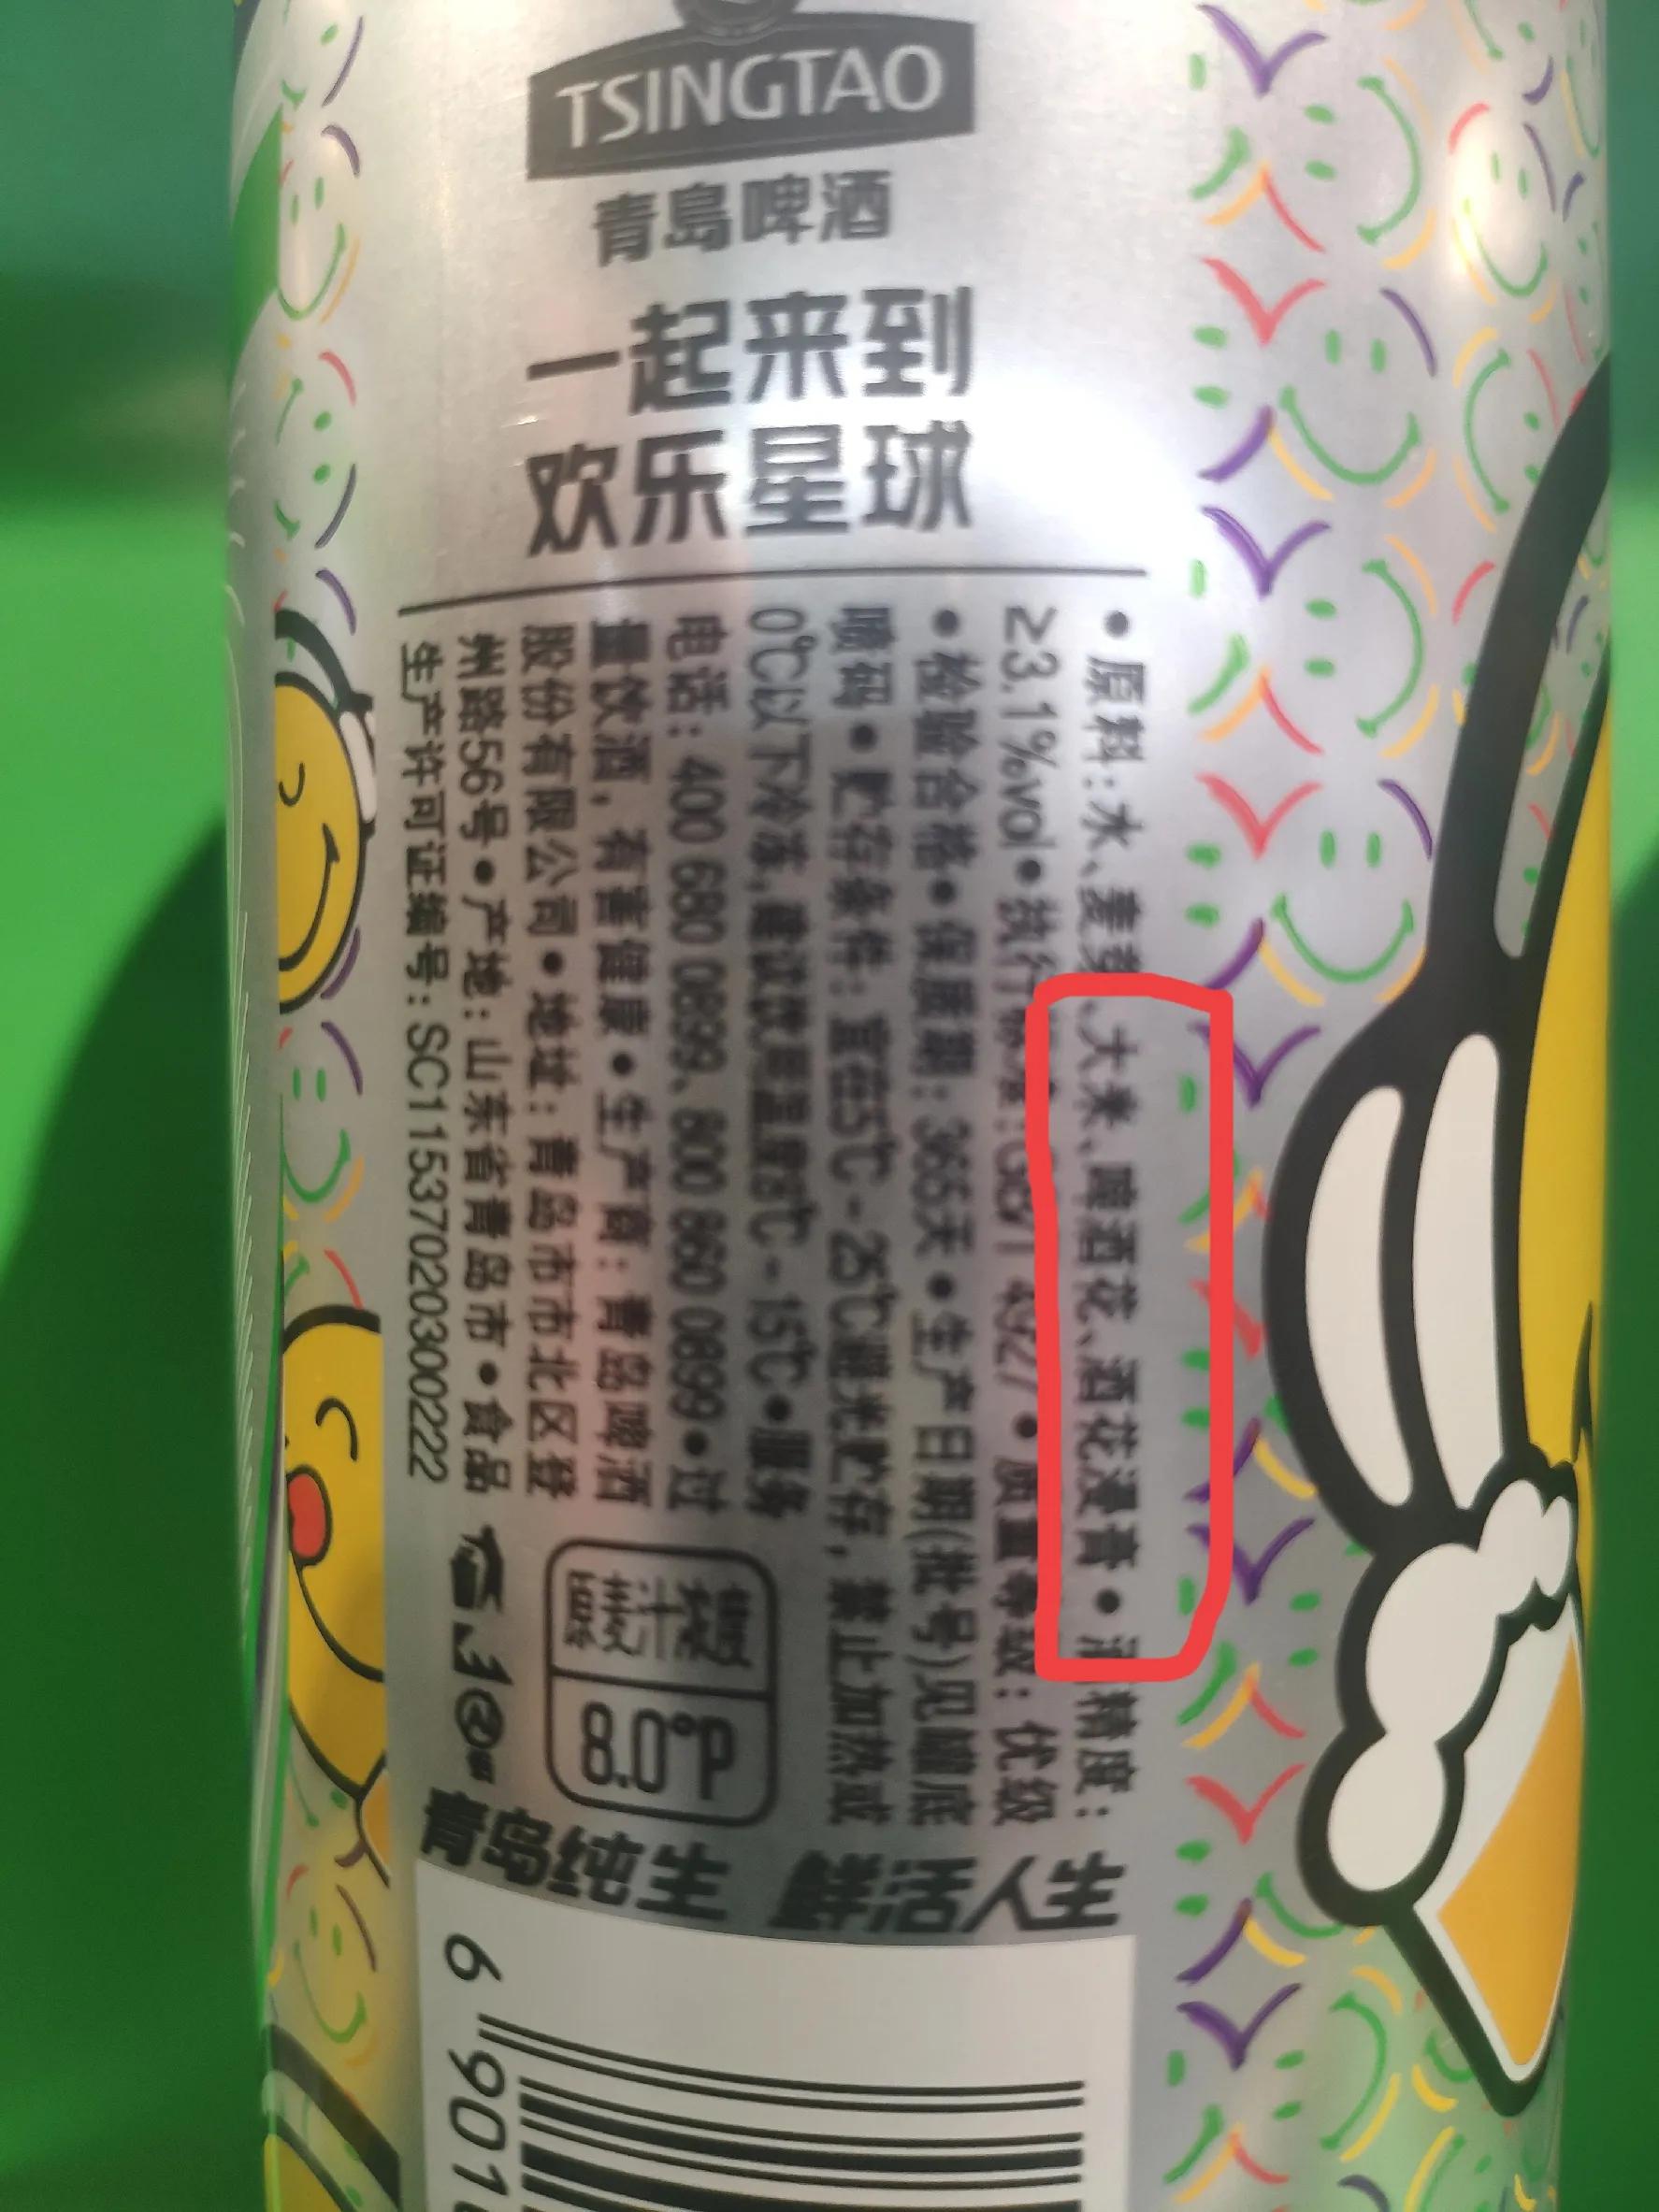 TSINGTAO
青島啤酒
一起来到
欢乐星球
•原料:水、麦芽、大米、啤酒花、酒花浸膏•酒精度:
≥3.1%vol•执行标准:GB/T 4927•质量等级:优级
•检验合格•保质期:365天•生产日期(批号)见罐底
喷码•贮存条件:宜在5℃-25℃避光贮存,禁止加热或
0℃以下冷冻,建议饮用温度8℃-15℃•服务
电话:400 680 0899、800 860 0899•过
量饮酒,有害健康•生产商:青岛啤酒
股份有限公司•地址:青岛市市北区登
州路56号•产地:山东省青岛市•食品
生产许可证编号:SC11537020300222
原麦汁浓度
8.0°P
青岛纯生 鲜活人生
6 901